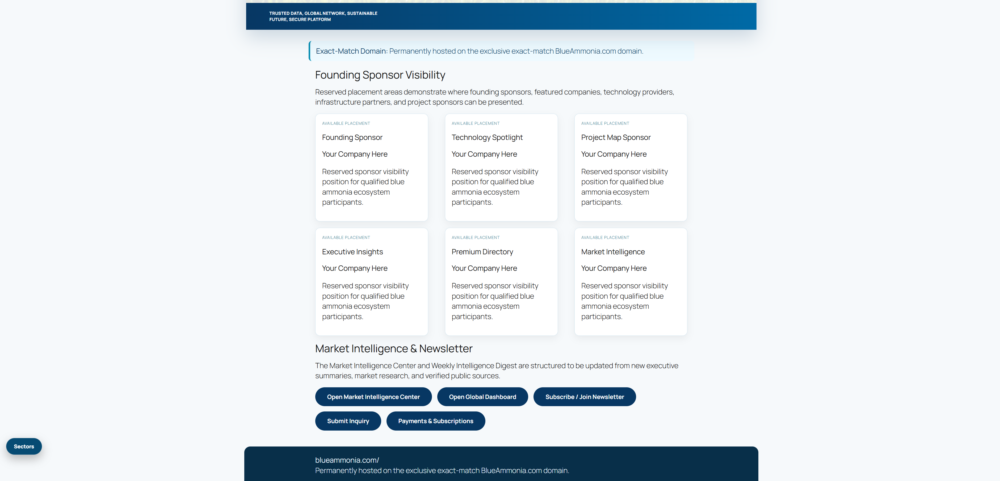 TRUSTED DATA, GLOBAL NETWORK, SUSTAINABLE
FUTURE, SECURE PLATFORM
Exact-Match Domain: Permanently hosted on the exclusive exact-match BlueAmmonia.com domain.
Founding Sponsor Visibility
Reserved placement areas demonstrate where founding sponsors, featured companies, technology providers,
infrastructure partners, and project sponsors can be presented.
AVAILABLE PLACEMENT
Founding Sponsor
Your Company Here
Reserved sponsor visibility
position for qualified blue
ammonia ecosystem
participants.
AVAILABLE PLACEMENT
Technology Spotlight
Your Company Here
Reserved sponsor visibility
position for qualified blue
ammonia ecosystem
participants.
AVAILABLE PLACEMENT
Project Map Sponsor
Your Company Here
Reserved sponsor visibility
position for qualified blue
ammonia ecosystem
participants.
AVAILABLE PLACEMENT
Executive Insights
Your Company Here
Reserved sponsor visibility
position for qualified blue
ammonia ecosystem
participants.
AVAILABLE PLACEMENT
Premium Directory
Your Company Here
Reserved sponsor visibility
position for qualified blue
ammonia ecosystem
participants.
AVAILABLE PLACEMENT
Market Intelligence
Your Company Here
Reserved sponsor visibility
position for qualified blue
ammonia ecosystem
participants.
Market Intelligence & Newsletter
The Market Intelligence Center and Weekly Intelligence Digest are structured to be updated from new executive
summaries, market research, and verified public sources.
Open Market Intelligence Center
Open Global Dashboard
Subscribe / Join Newsletter
Submit Inquiry
Payments & Subscriptions
Sectors
blueammonia.com/
Permanently hosted on the exclusive exact-match BlueAmmonia.com domain.